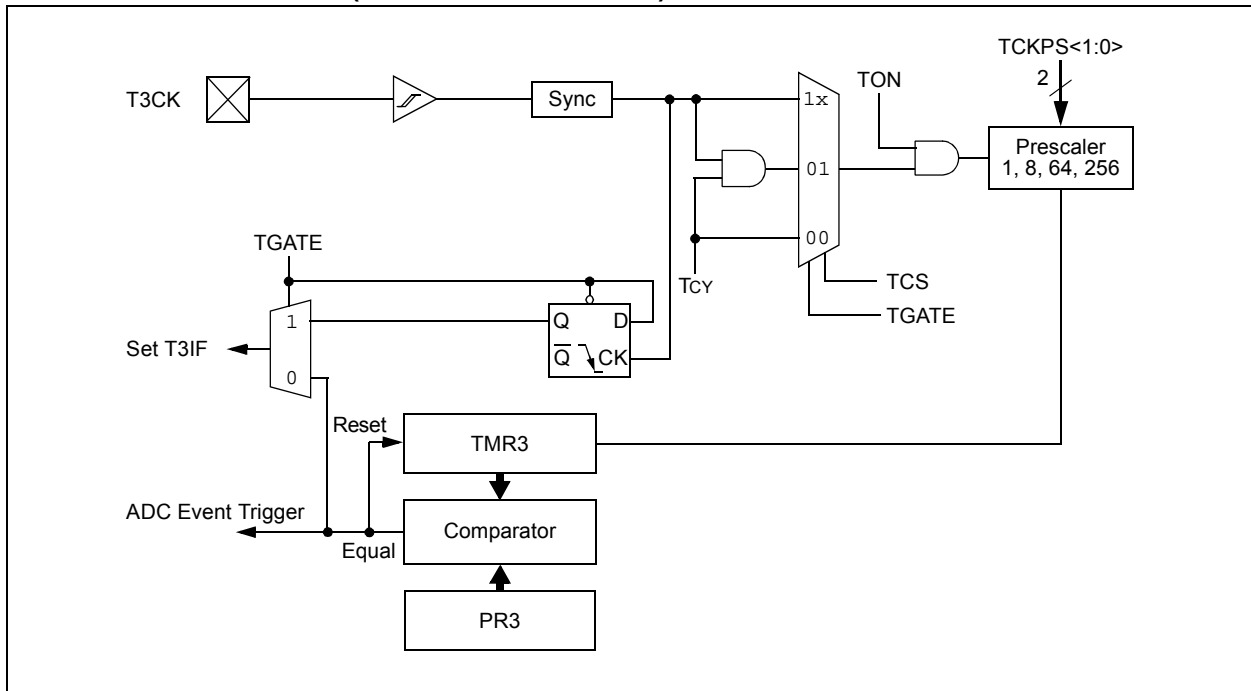 TCKPS<1:0>
2
TON
T3CK
Sync
1x
Prescaler
1, 8, 64, 256
01
00
TGATE
TCY
TCS
TGATE
1
Q
D
Set T3IF
Q
CK
0
Reset
TMR3
ADC Event Trigger
Comparator
Equal
PR3